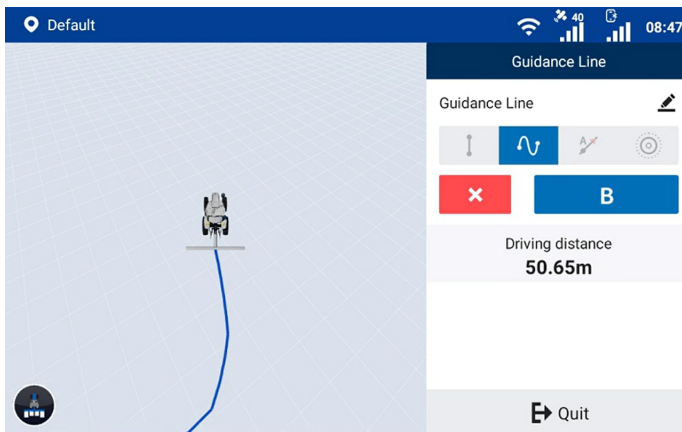 Default
40
08:47
Guidance Line
Guidance Line
A
B
Driving distance
50.65m
Quit